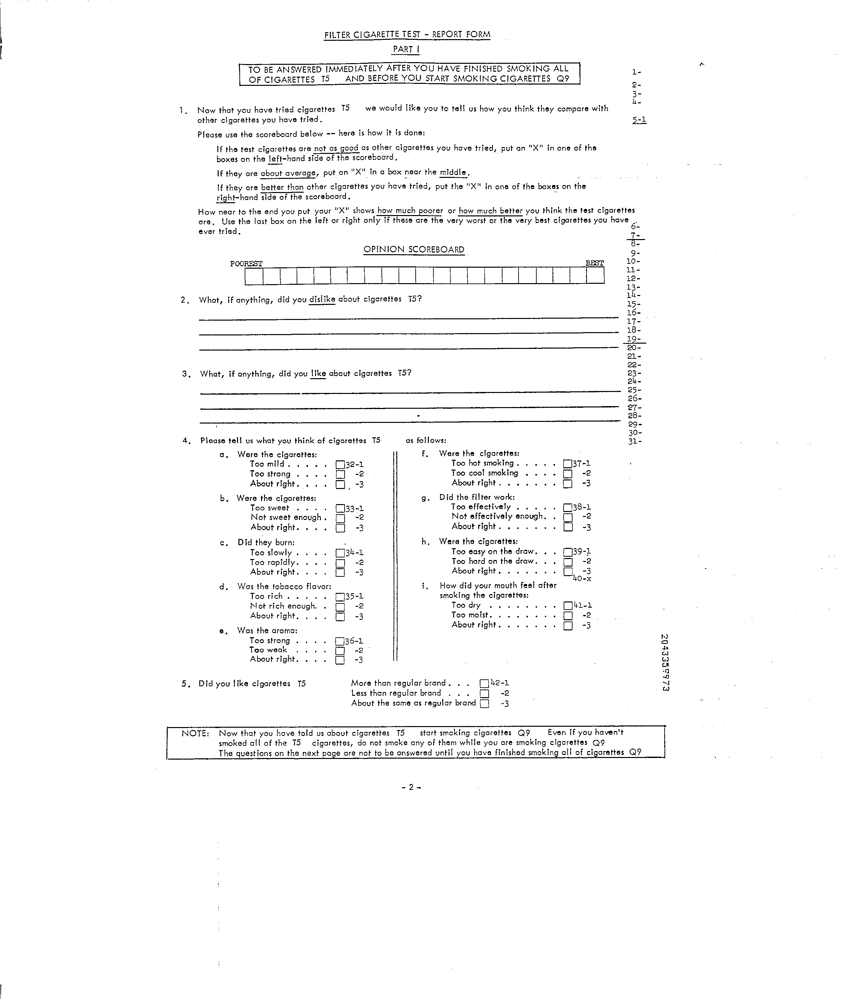 FILTER CIGARETTE TEST - REPORT FORM
PART I
TO BE ANSWERED IMMEDIATELY AFTER YOU HAVE FINISHED SMOKING ALL
OF CIGARETTES T5 AND BEFORE YOU START SMOKING CIGARETTES Q9
1-
2-
3-
4-
5-1
1. Now that you have tried cigarettes T5 we would like you to tell us how you think they compare with
other cigarettes you have tried.
Please use the scoreboard below -- here is how it is done:
If the test cigarettes are not as good as other cigarettes you have tried, put an "X" in one of the
boxes on the left-hand side of the scoreboard.
If they are about average, put an "X" in a box near the middle.
If they are better than other cigarettes you have tried, put the "X" in one of the boxes on the
right-hand side of the scoreboard.
How near to the end you put your "X" shows how much poorer or how much better you think the test cigarettes
are. Use the last box on the left or right only if these are the very worst or the very best cigarettes you have
ever tried.
OPINION SCOREBOARD
POOREST BEST
6-
7-
8-
9-
10-
11-
12-
13-
14-
15-
16-
17-
18-
19-
20-
21-
22-
23-
24-
25-
26-
27-
28-
29-
30-
31-
2. What, if anything, did you dislike about cigarettes T5?
3. What, if anything, did you like about cigarettes T5?
4. Please tell us what you think of cigarettes T5 as follows:
a. Were the cigarettes:
Too mild . . . . . 32-1
Too strong . . . . -2
About right. . . . -3
b. Were the cigarettes:
Too sweet . . . . 33-1
Not sweet enough . -2
About right. . . . -3
c. Did they burn:
Too slowly . . . . 34-1
Too rapidly. . . . -2
About right. . . . -3
d. Was the tobacco flavor:
Too rich . . . . . 35-1
Not rich enough. . -2
About right. . . . -3
e. Was the aroma:
Too strong . . . . 36-1
Too weak . . . . -2
About right. . . . -3
f. Were the cigarettes:
Too hot smoking . . . . . 37-1
Too cool smoking . . . . -2
About right . . . . . . . -3
g. Did the filter work:
Too effectively . . . . . 38-1
Not effectively enough. . -2
About right . . . . . . . -3
h. Were the cigarettes:
Too easy on the draw. . . 39-1
Too hard on the draw. . . -2
About right . . . . . . . -3
40-x
i. How did your mouth feel after
smoking the cigarettes:
Too dry . . . . . . . . 41-1
Too moist. . . . . . . . -2
About right . . . . . . . -3
5. Did you like cigarettes T5 More than regular brand . . . 42-1
Less than regular brand . . . -2
About the same as regular brand -3
NOTE: Now that you have told us about cigarettes T5 start smoking cigarettes Q9 Even if you haven't
smoked all of the T5 cigarettes, do not smoke any of them while you are smoking cigarettes Q9
The questions on the next page are not to be answered until you have finished smoking all of cigarettes Q9
- 2 -